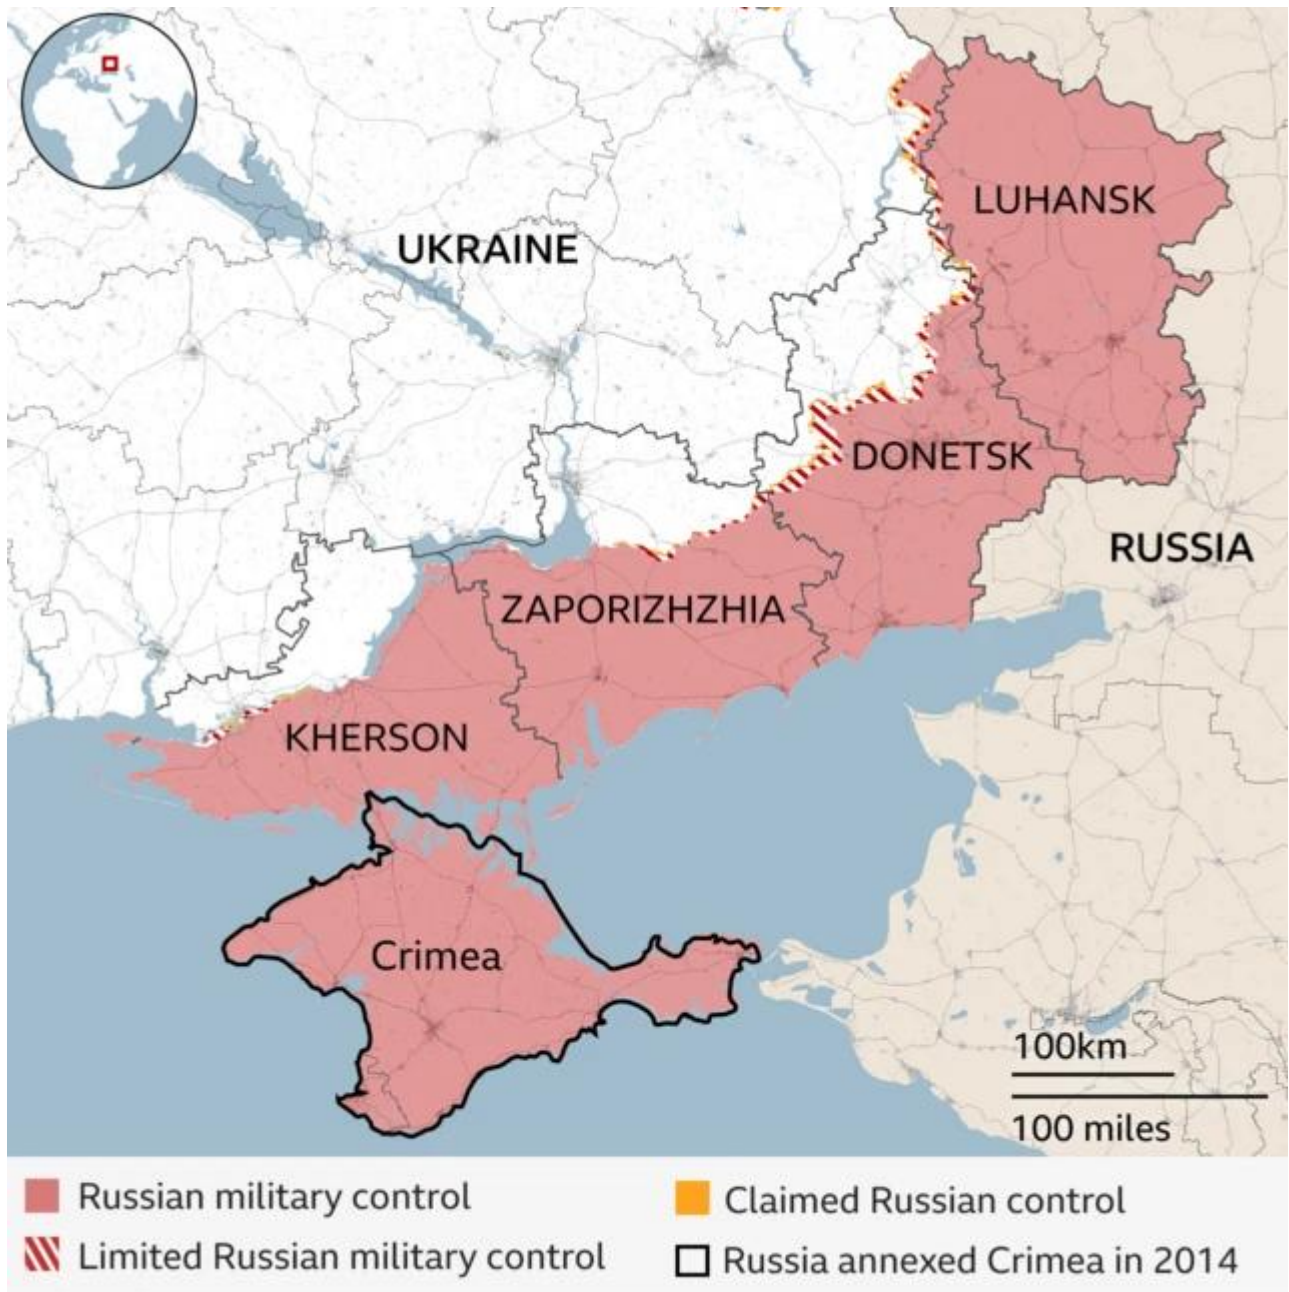 LUHANSK
UKRAINE
DONETSK
RUSSIA
ZAPORIZHZHIA
KHERSON
Crimea
100km
100 miles
Russian military control
Claimed Russian control
Limited Russian military control
Russia annexed Crimea in 2014